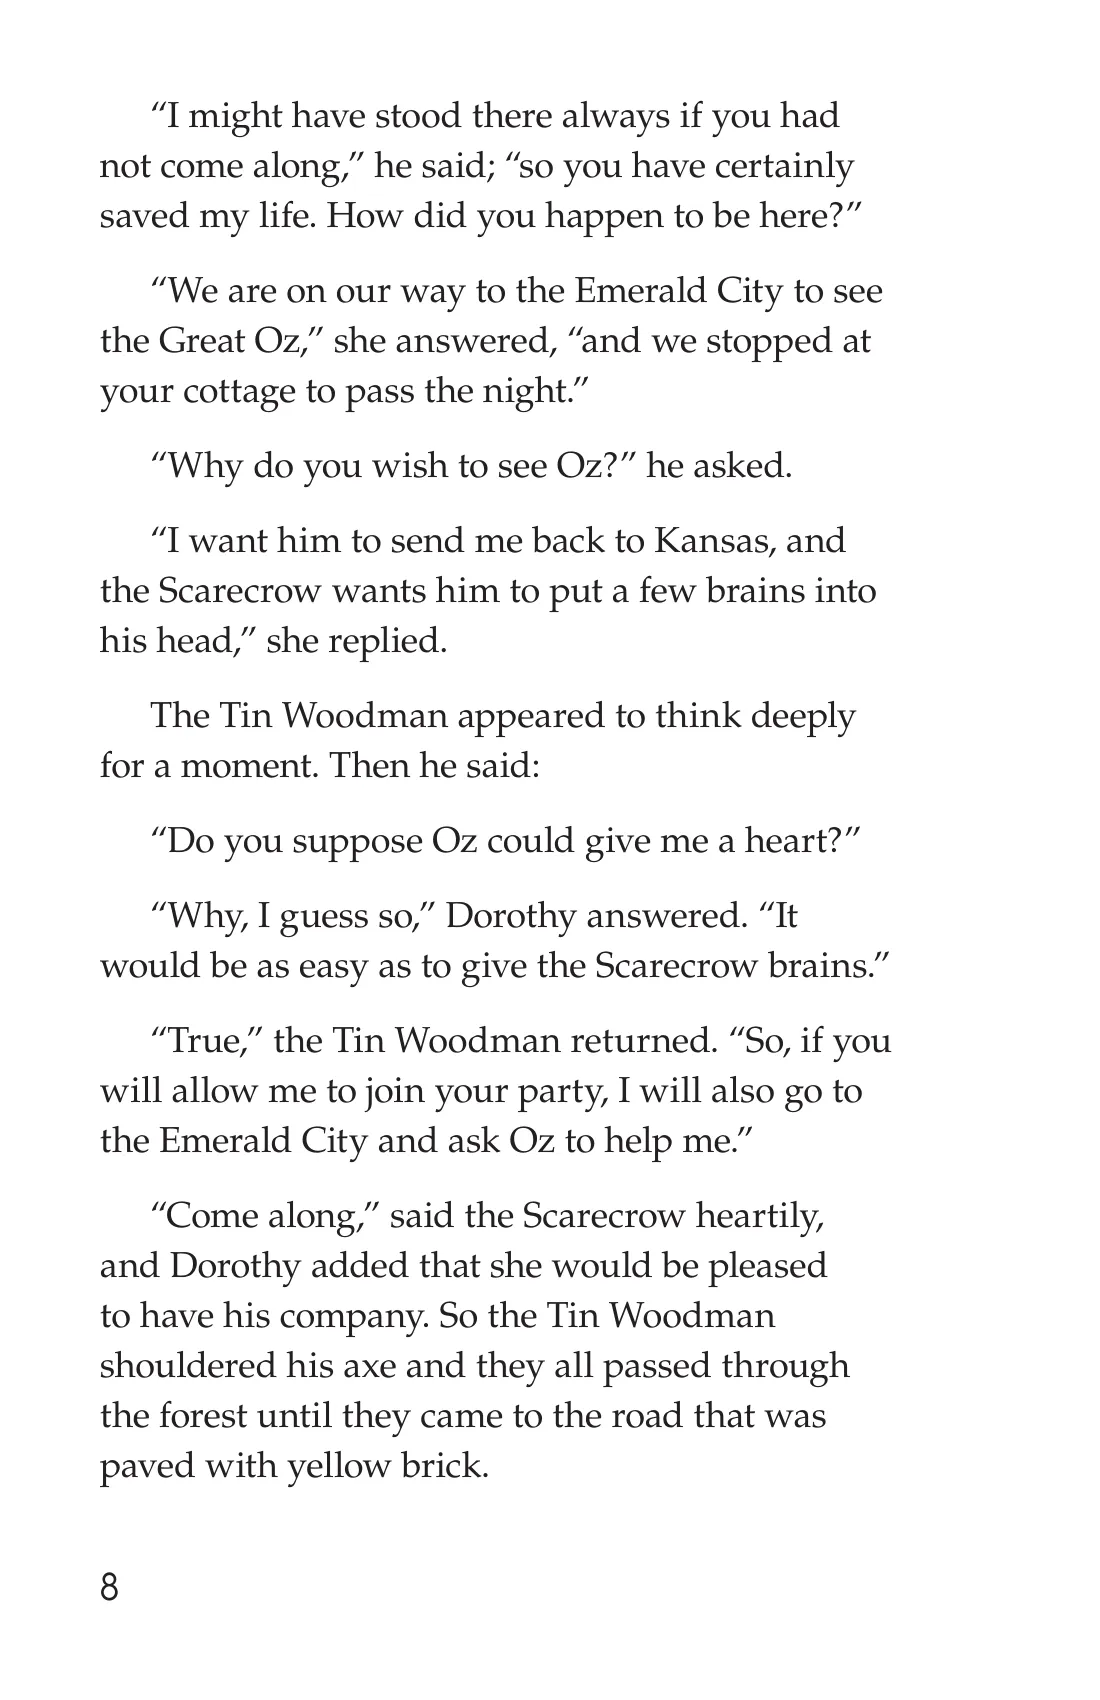 “I might have stood there always if you had
not come along,” he said; “so you have certainly
saved my life. How did you happen to be here?”
“We are on our way to the Emerald City to see
the Great Oz,” she answered, “and we stopped at
your cottage to pass the night.”
“Why do you wish to see Oz?” he asked.
“I want him to send me back to Kansas, and
the Scarecrow wants him to put a few brains into
his head,” she replied.
The Tin Woodman appeared to think deeply
for a moment. Then he said:
“Do you suppose Oz could give me a heart?”
“Why, I guess so,” Dorothy answered. “It
would be as easy as to give the Scarecrow brains.”
“True,” the Tin Woodman returned. “So, if you
will allow me to join your party, I will also go to
the Emerald City and ask Oz to help me.”
“Come along,” said the Scarecrow heartily,
and Dorothy added that she would be pleased
to have his company. So the Tin Woodman
shouldered his axe and they all passed through
the forest until they came to the road that was
paved with yellow brick.
8